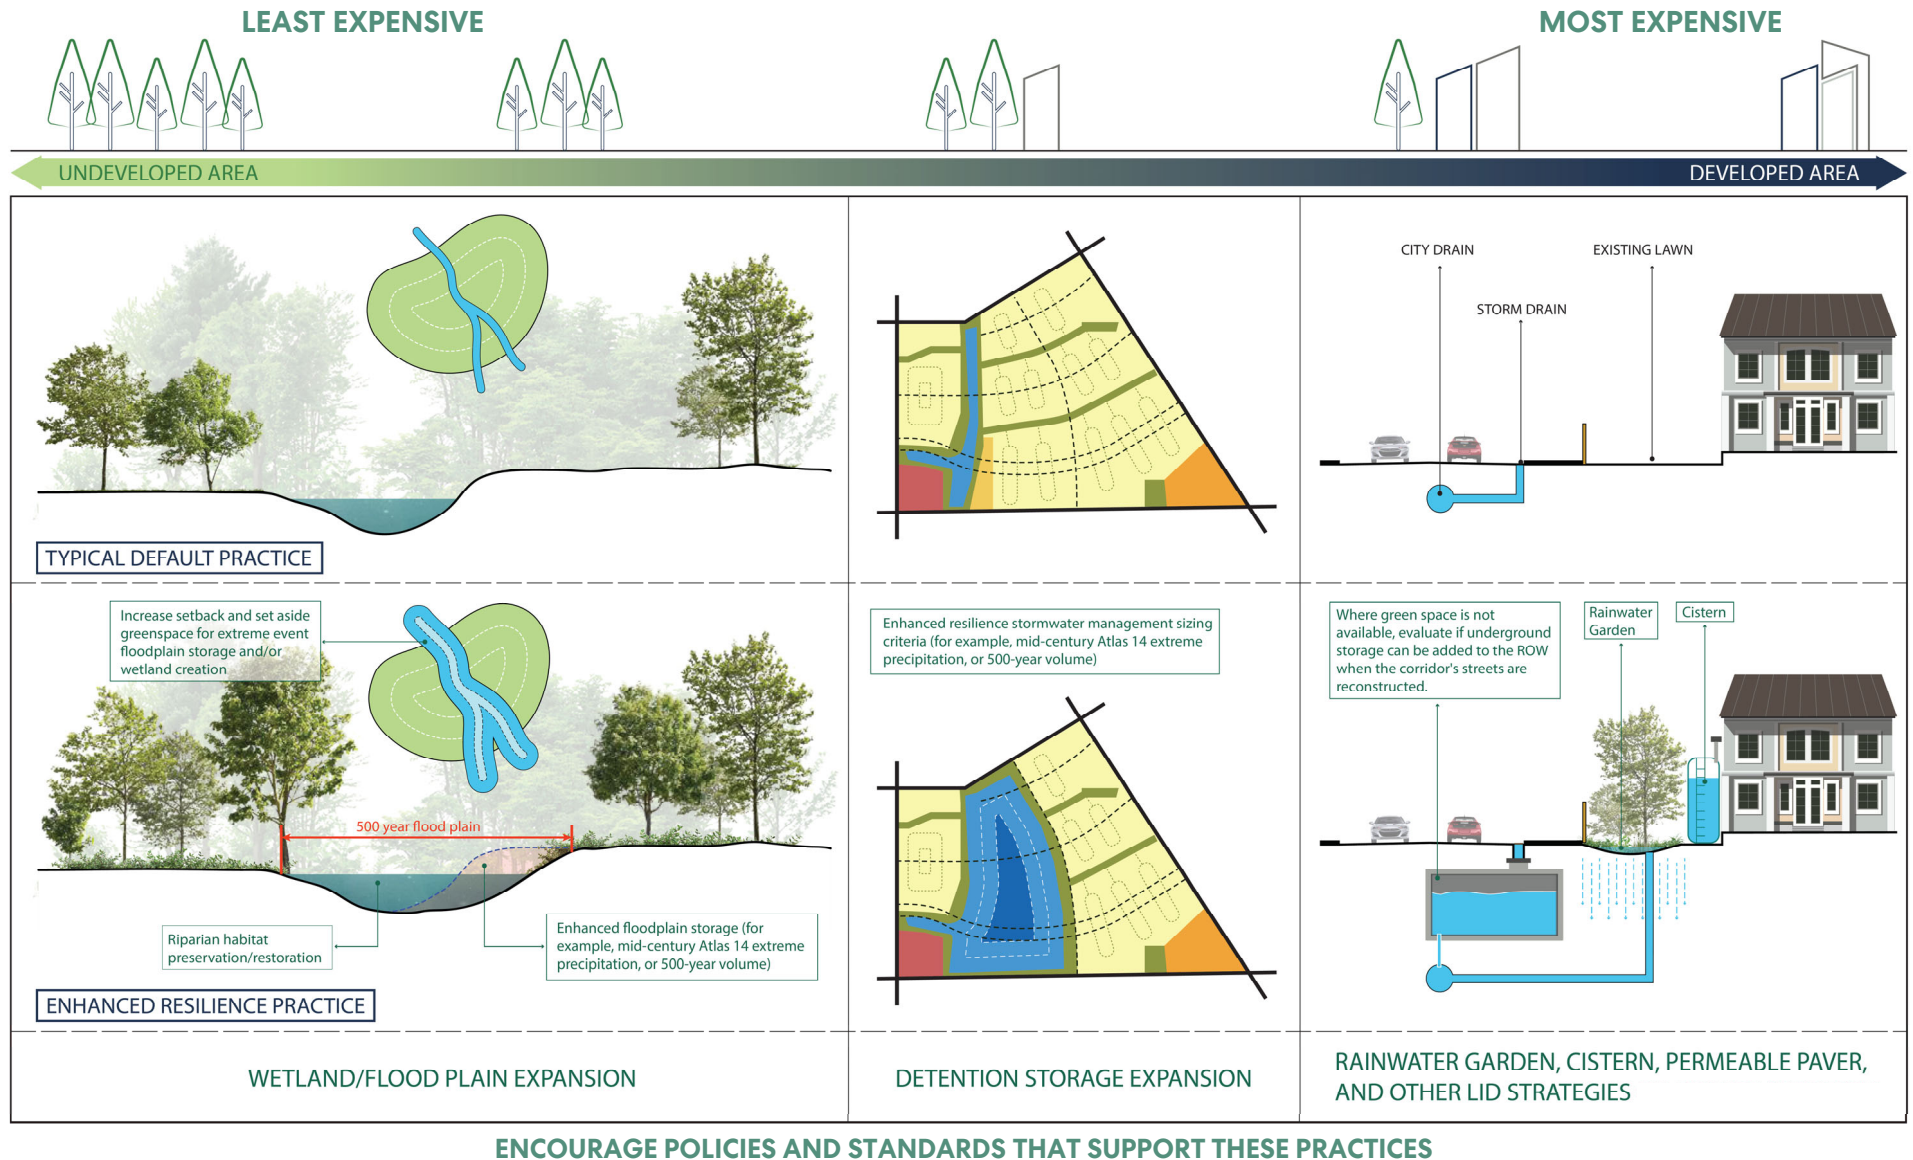 LEAST EXPENSIVE
MOST EXPENSIVE
UNDEVELOPED AREA
DEVELOPED AREA
CITY DRAIN
EXISTING LAWN
STORM DRAIN
TYPICAL DEFAULT PRACTICE
Increase setback and set aside
greenspace for extreme event
floodplain storage and/or
wetland creation
500 year flood plain
Riparian habitat
preservation/restoration
Enhanced floodplain storage (for
example, mid-century Atlas 14 extreme
precipitation, or 500-year volume)
Enhanced resilience stormwater management sizing
criteria (for example, mid-century Atlas 14 extreme
precipitation, or 500-year volume)
Where green space is not
available, evaluate if underground
storage can be added to the ROW
when the corridor's streets are
reconstructed.
Rainwater
Garden
Cistern
ENHANCED RESILIENCE PRACTICE
WETLAND/FLOOD PLAIN EXPANSION
DETENTION STORAGE EXPANSION
RAINWATER GARDEN, CISTERN, PERMEABLE PAVER,
AND OTHER LID STRATEGIES
ENCOURAGE POLICIES AND STANDARDS THAT SUPPORT THESE PRACTICES